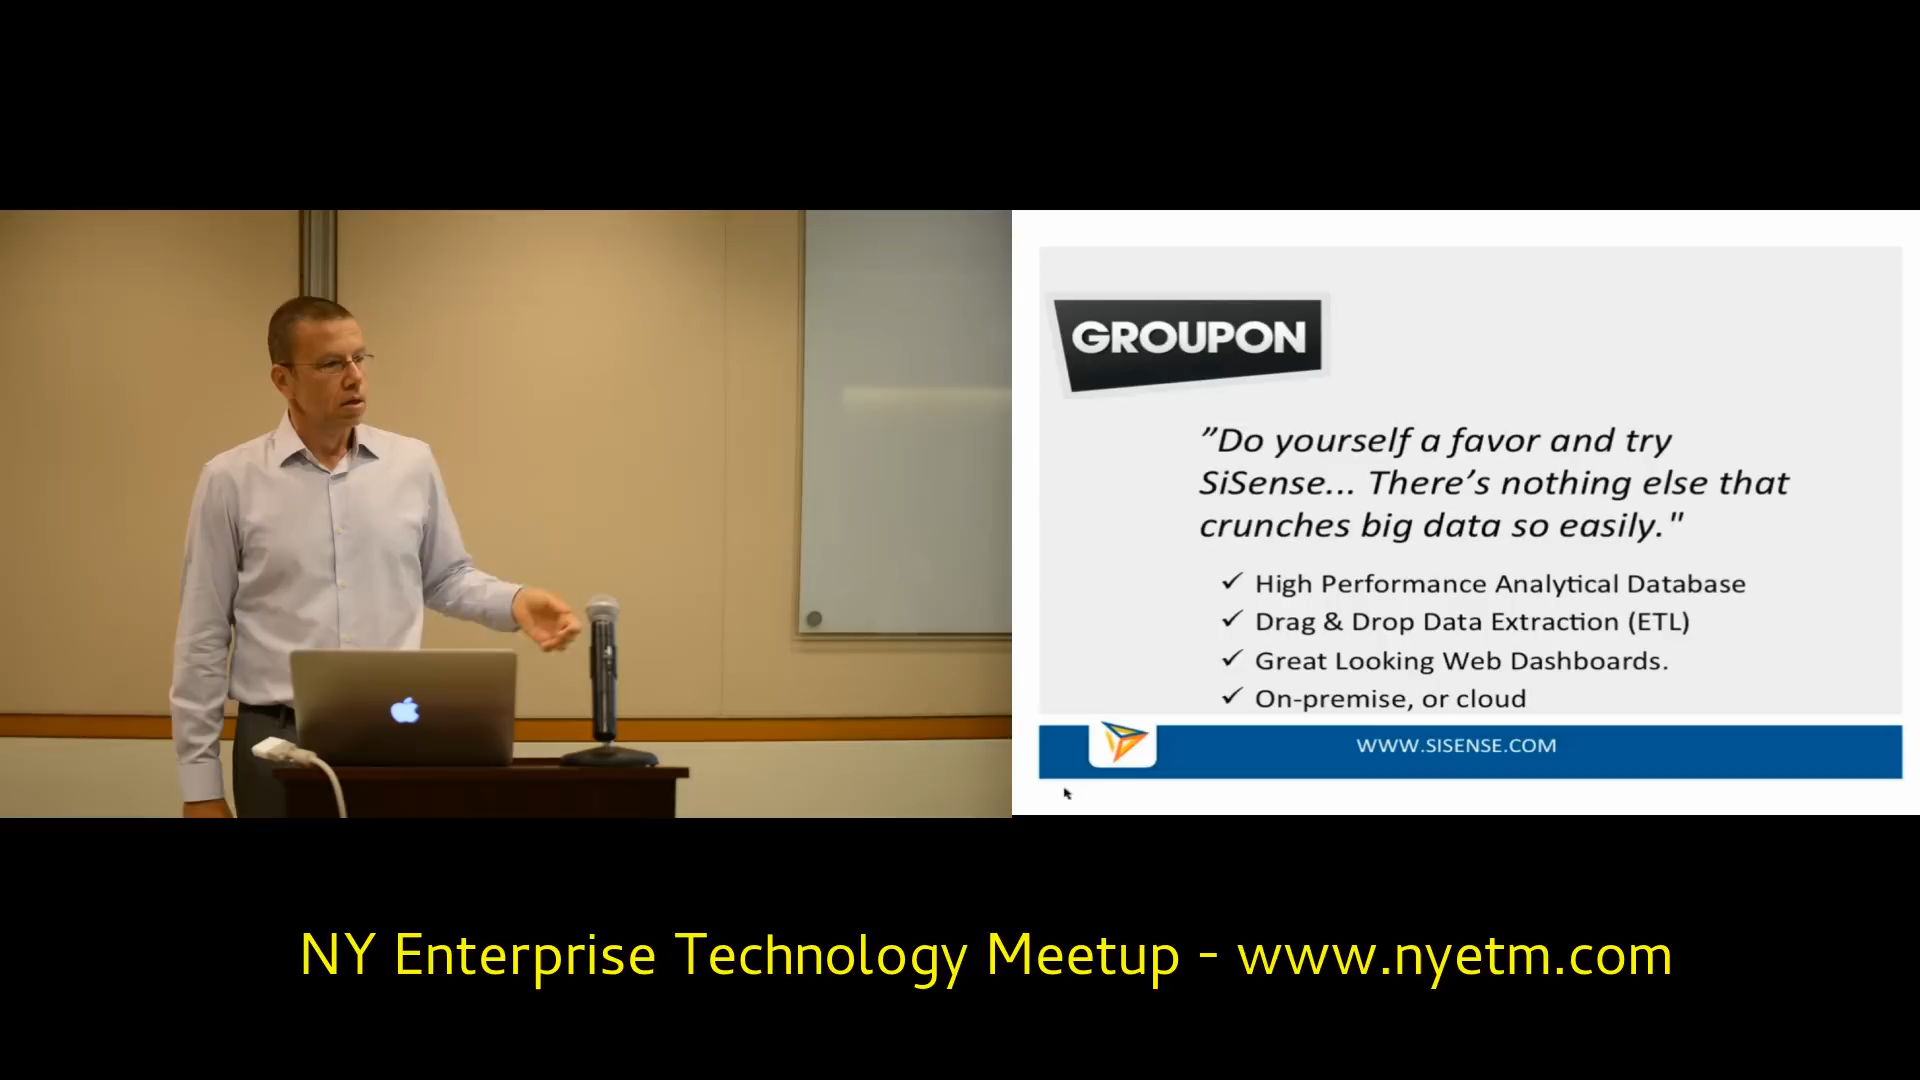 GROUPON
”Do yourself a favor and try
SiSense... There’s nothing else that
crunches big data so easily."
✓ High Performance Analytical Database
✓ Drag & Drop Data Extraction (ETL)
✓ Great Looking Web Dashboards.
✓ On-premise, or cloud
WWW.SISENSE.COM
NY Enterprise Technology Meetup - www.nyetm.com